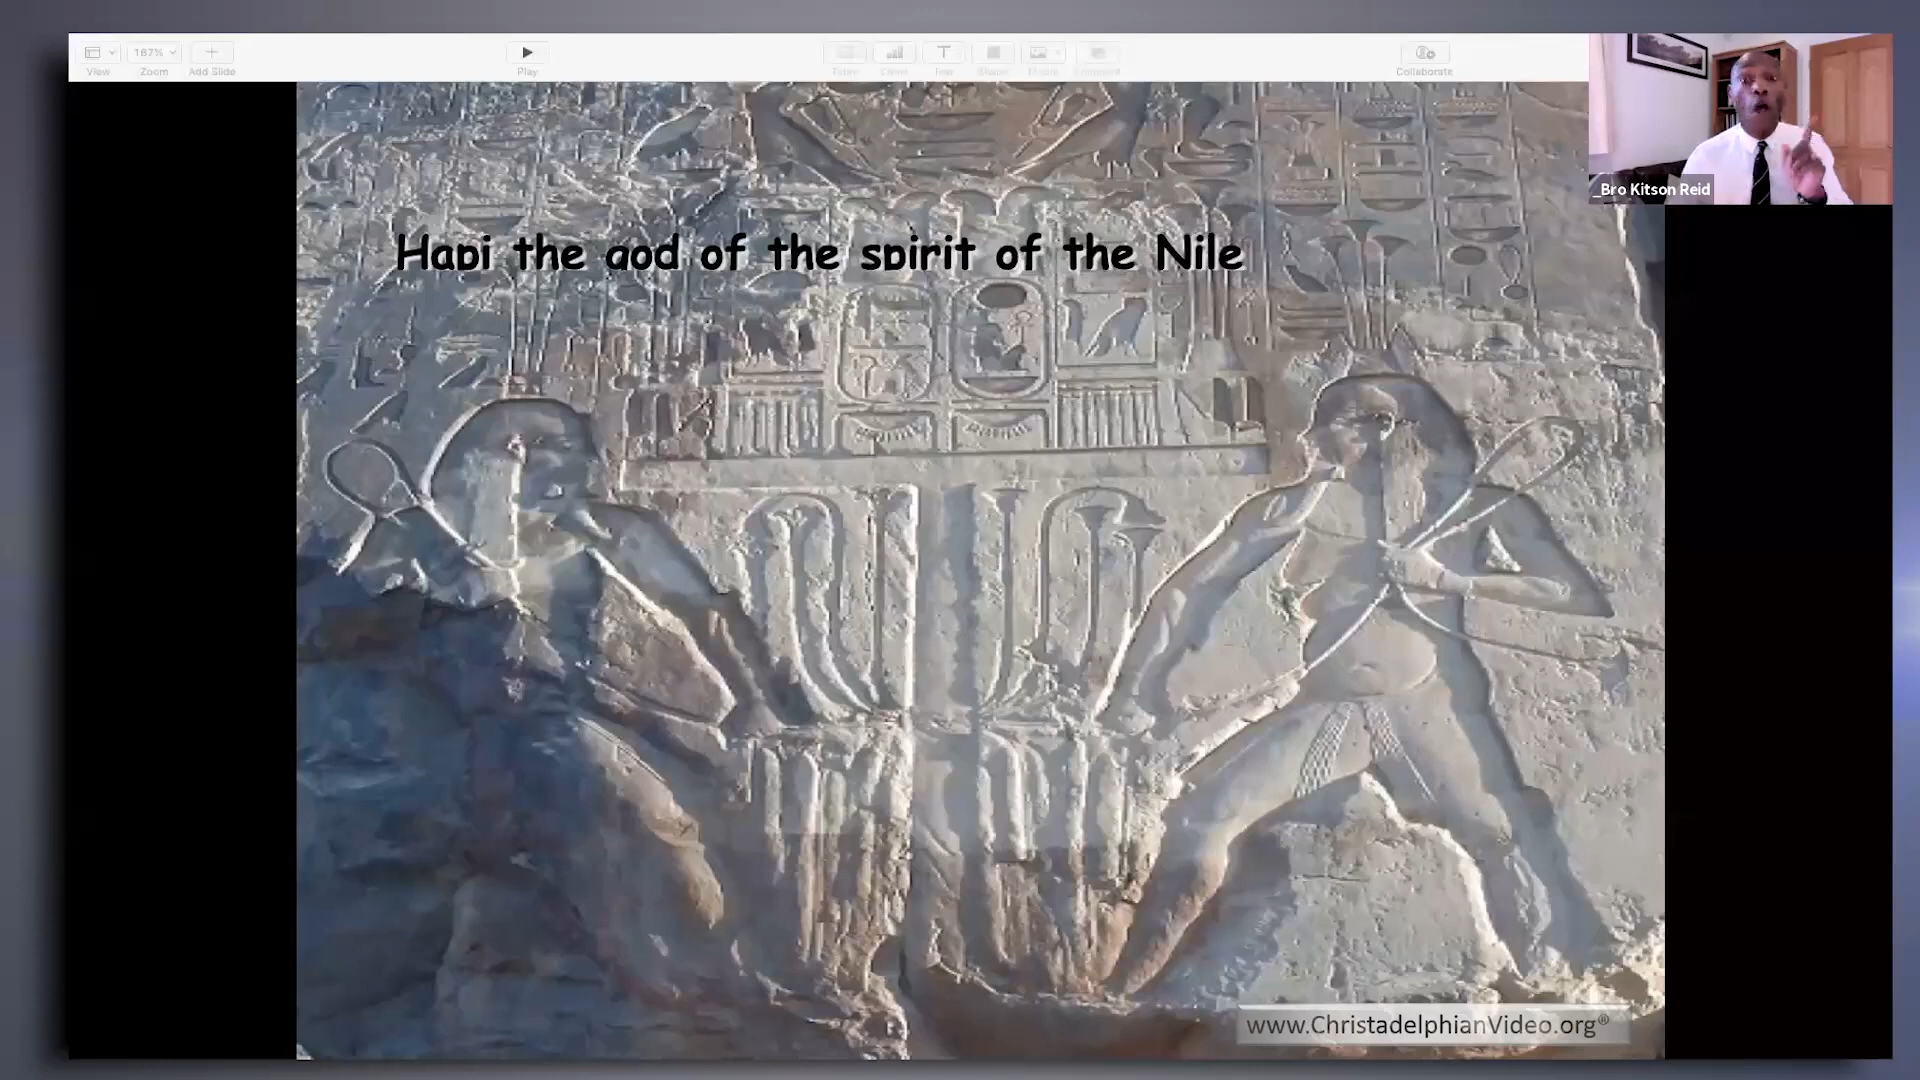 187%
View
Zoom
Add Slide
Play
Collaborate
Bro Kitson Reid
Hapi the god of the spirit of the Nile
www.ChristadelphianVideo.org®